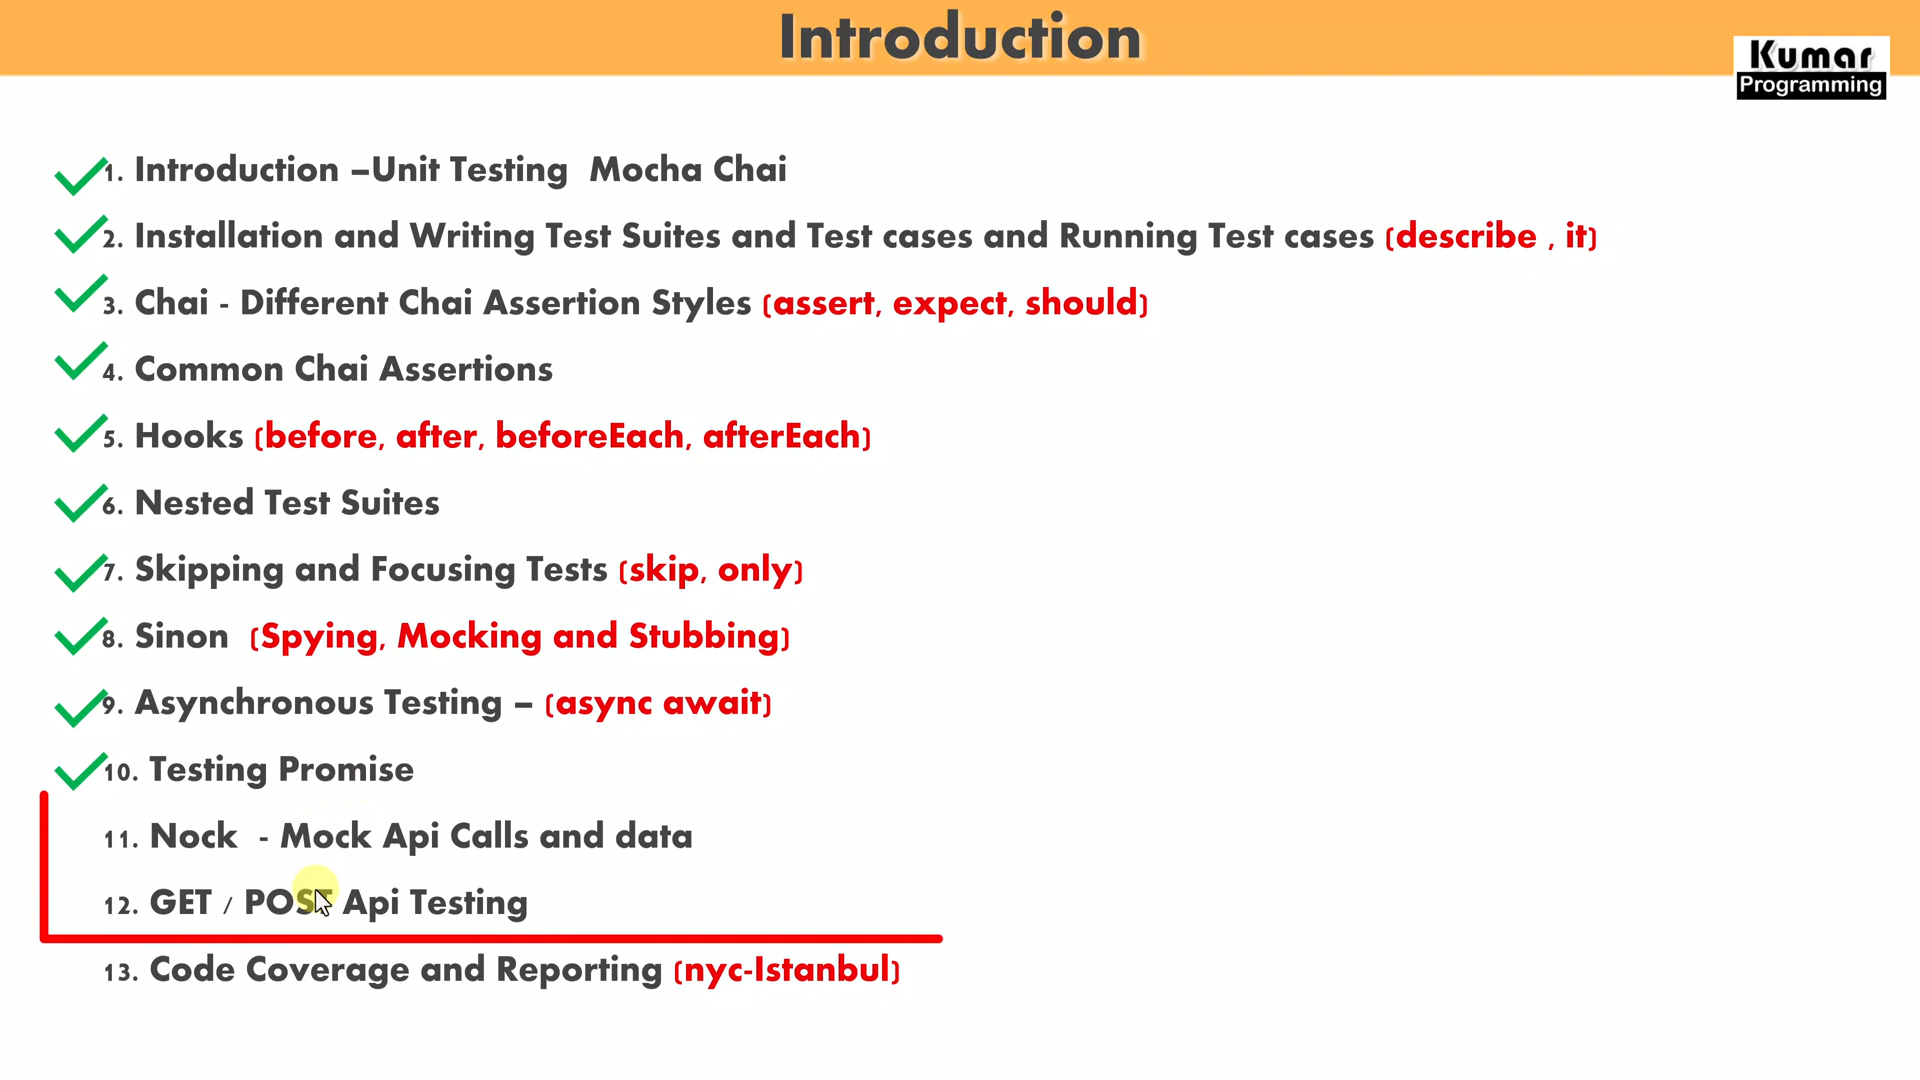 Introduction
Kumar
Programming
1. Introduction –Unit Testing Mocha Chai
2. Installation and Writing Test Suites and Test cases and Running Test cases (describe , it)
3. Chai - Different Chai Assertion Styles (assert, expect, should)
4. Common Chai Assertions
5. Hooks (before, after, beforeEach, afterEach)
6. Nested Test Suites
7. Skipping and Focusing Tests (skip, only)
8. Sinon (Spying, Mocking and Stubbing)
9. Asynchronous Testing – (async await)
10. Testing Promise
11. Nock - Mock Api Calls and data
12. GET / POST Api Testing
13. Code Coverage and Reporting (nyc-Istanbul)